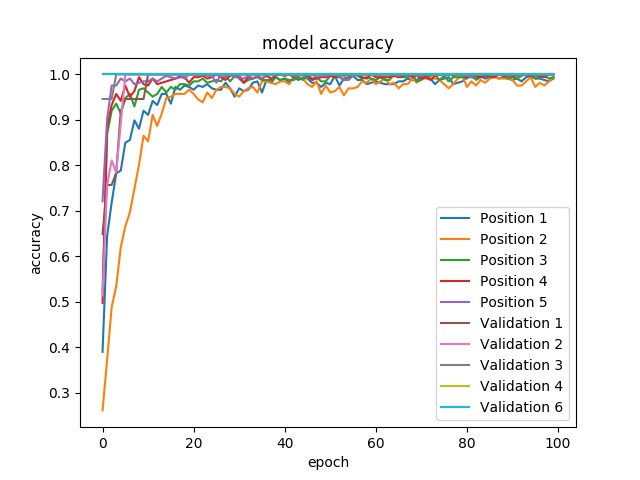 model accuracy
accuracy
1.0
0.9
0.8
0.7
0.6
0.5
0.4
0.3
Position 1
Position 2
Position 3
Position 4
Position 5
Validation 1
Validation 2
Validation 3
Validation 4
Validation 6
0 20 40 60 80 100
epoch